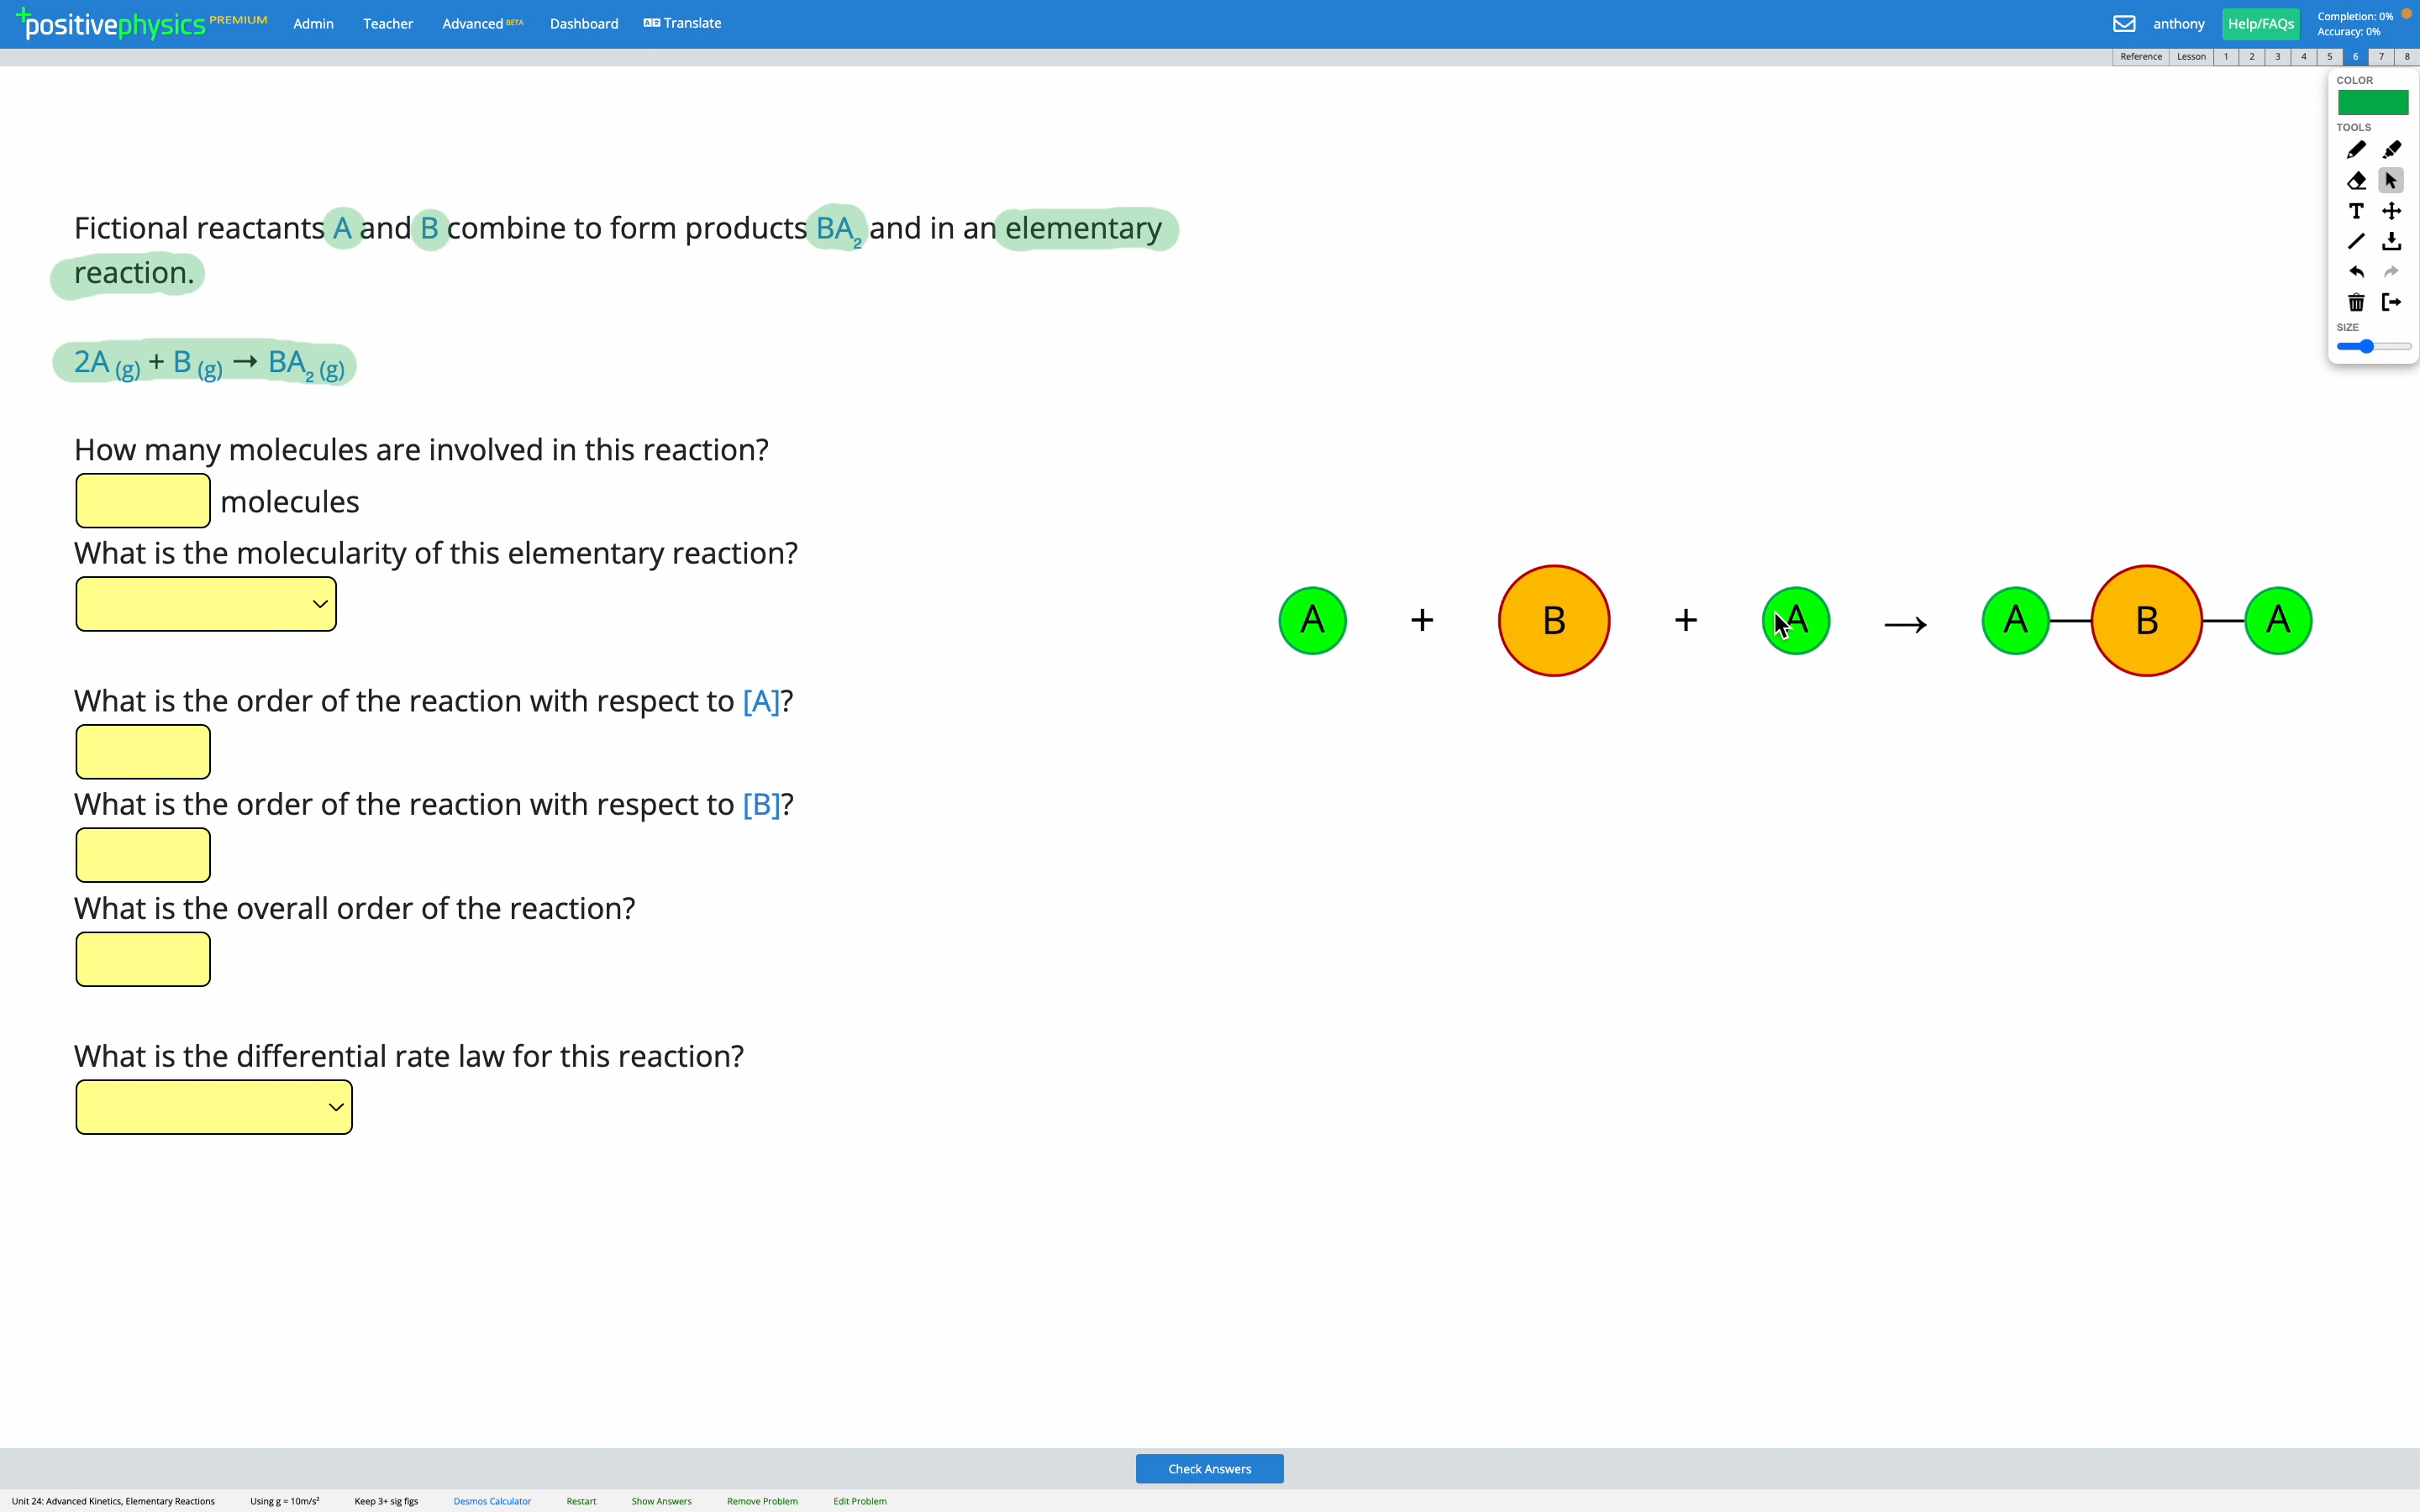 +positivephysics PREMIUM Admin Teacher Advanced BETA Dashboard Translate anthony Help/FAQs Completion: 0%
Accuracy: 0%
Reference Lesson 1 2 3 4 5 6 7 8
COLOR
TOOLS
T
SIZE
Fictional reactants A and B combine to form products BA₂ and in an elementary
reaction.
2A (g) + B (g) → BA₂ (g)
How many molecules are involved in this reaction?
molecules
What is the molecularity of this elementary reaction?
A + B + A → A B A
What is the order of the reaction with respect to [A]?
What is the order of the reaction with respect to [B]?
What is the overall order of the reaction?
What is the differential rate law for this reaction?
Check Answers
Unit 24: Advanced Kinetics, Elementary Reactions Using g = 10m/s² Keep 3+ sig figs Desmos Calculator Restart Show Answers Remove Problem Edit Problem